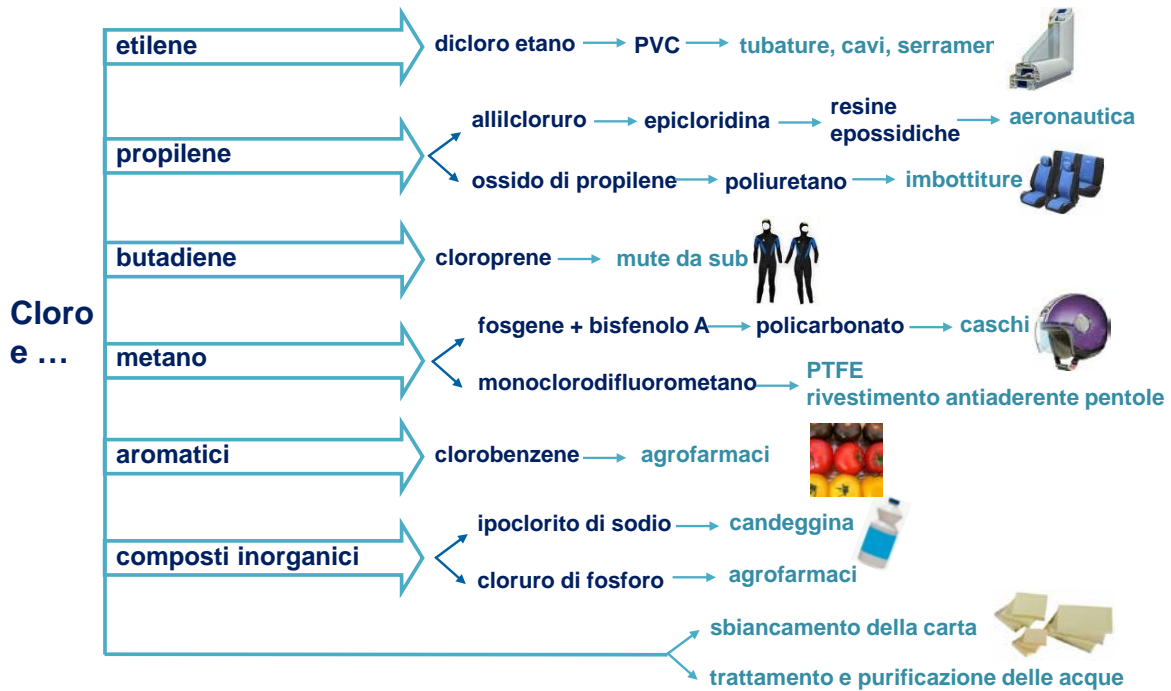 etilene
dicloro etano
PVC
tubature, cavi, serramen
propilene
allilcloruro
epicloridina
resine
epossidiche
aeronautica
ossido di propilene
poliuretano
imbottiture
butadiene
cloroprene
mute da sub
Cloro
e …
metano
fosgene + bisfenolo A
policarbonato
caschi
monoclorodifluorometano
PTFE
rivestimento antiaderente pentole
aromatici
clorobenzene
agrofarmaci
composti inorganici
ipoclorito di sodio
candeggina
cloruro di fosforo
agrofarmaci
sbiancamento della carta
trattamento e purificazione delle acque